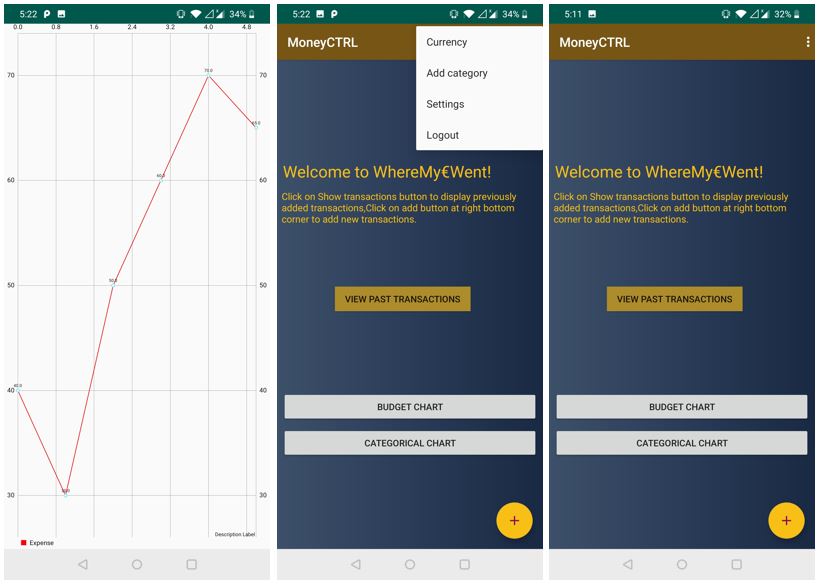 5:22 34%
0.0 0.8 1.6 2.4 3.2 4.0 4.8
70 70.0 70
65.0
60 60.0 60
50 50.0 50
40 40.0 40
30 30.0 30
Description Label
Expense
5:22 34%
MoneyCTRL
Currency
Add category
Settings
Logout
Welcome to WhereMy€Went!
Click on Show transactions button to display previously
added transactions,Click on add button at right bottom
corner to add new transactions.
VIEW PAST TRANSACTIONS
BUDGET CHART
CATEGORICAL CHART
+
5:11 32%
MoneyCTRL
Welcome to WhereMy€Went!
Click on Show transactions button to display previously
added transactions,Click on add button at right bottom
corner to add new transactions.
VIEW PAST TRANSACTIONS
BUDGET CHART
CATEGORICAL CHART
+